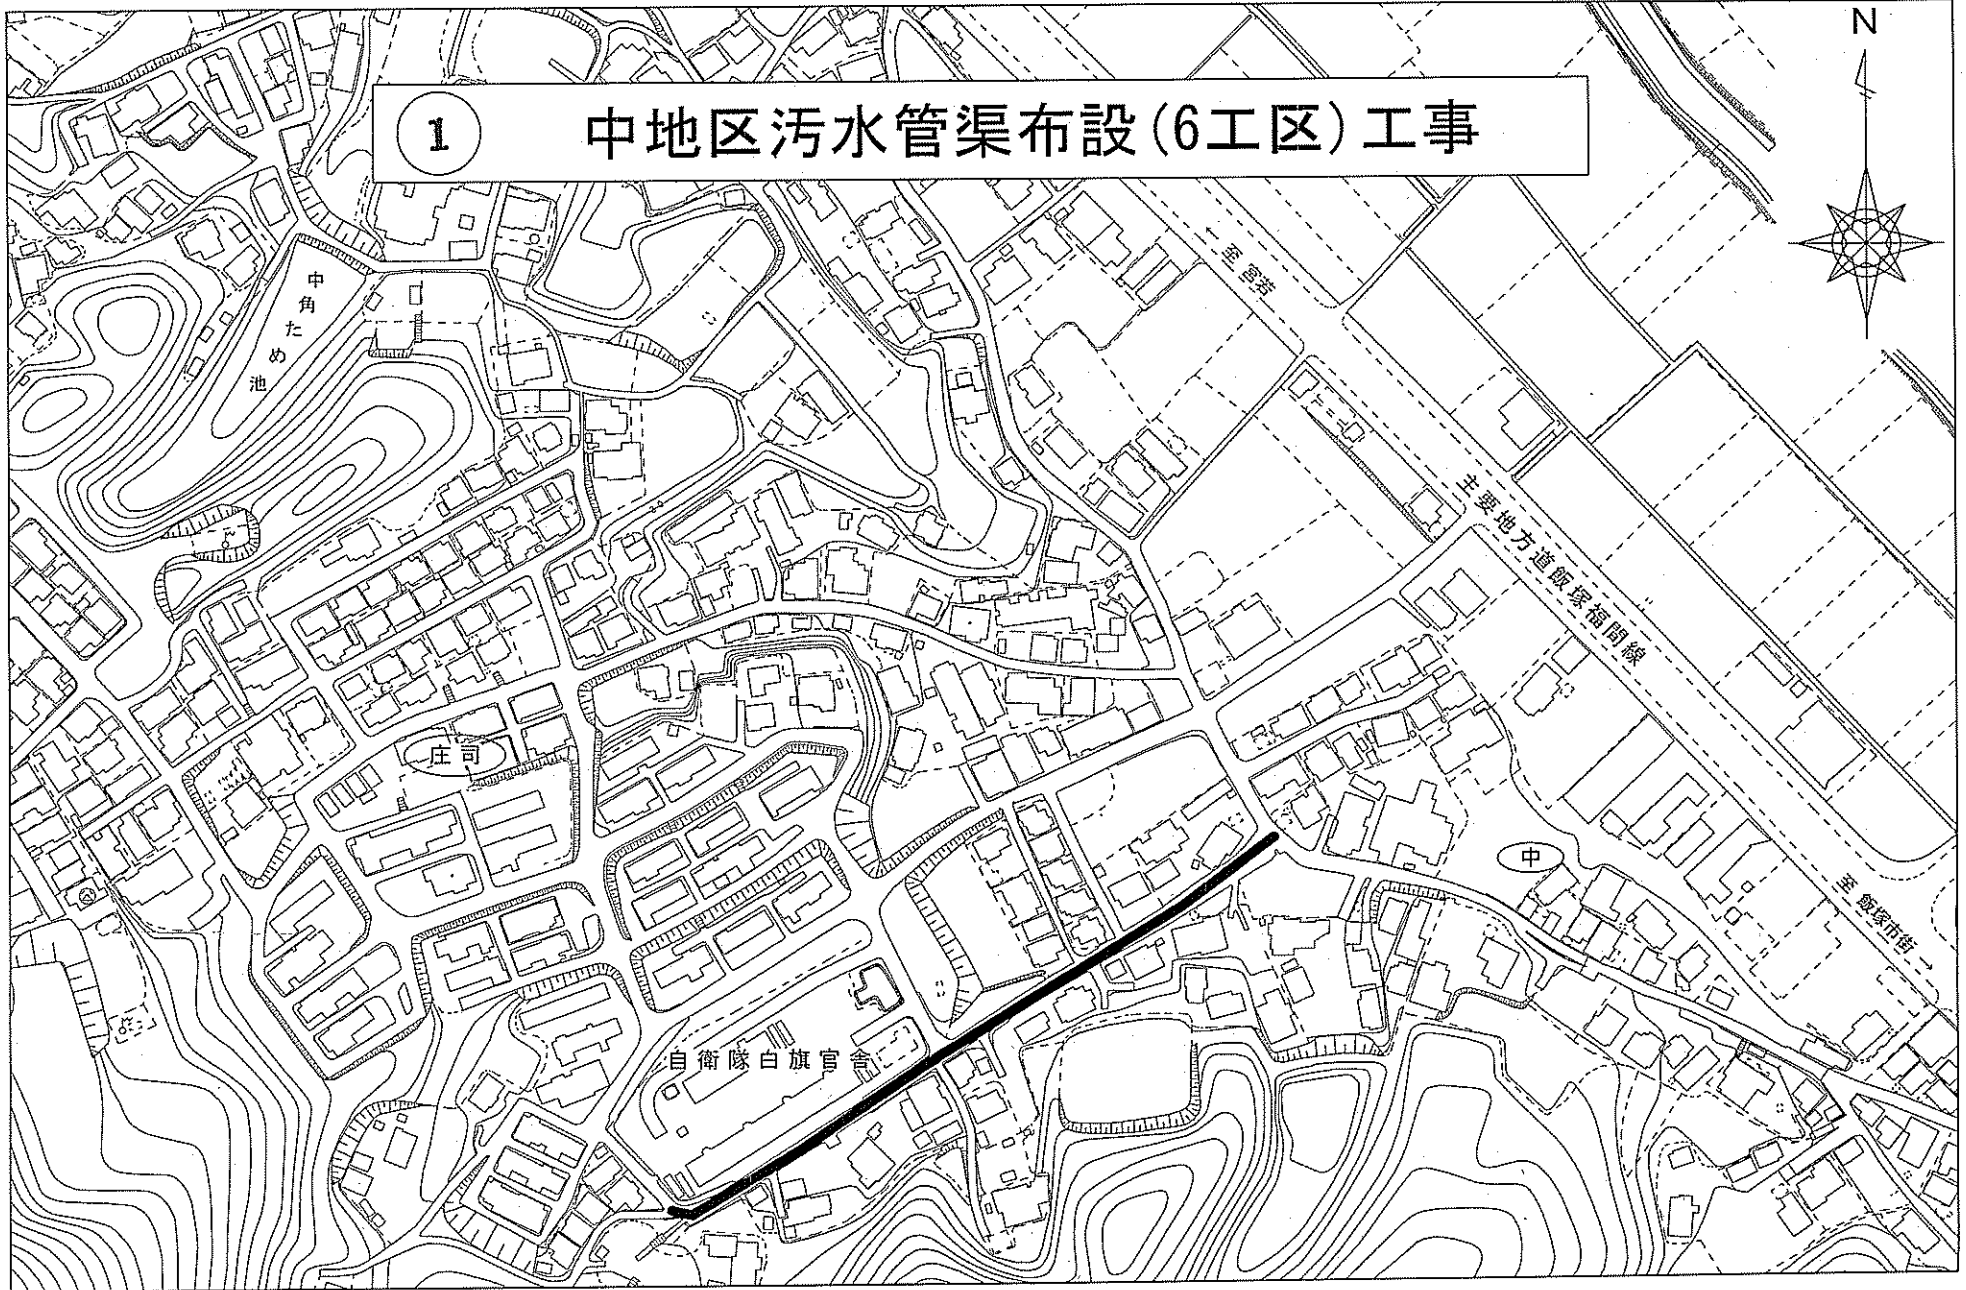 N
1 中地区汚水管渠布設(6工区)工事
←至宮若
中角ため池
主要地方道飯塚福間線
庄司
中
至飯塚市街→
自衛隊白旗官舎